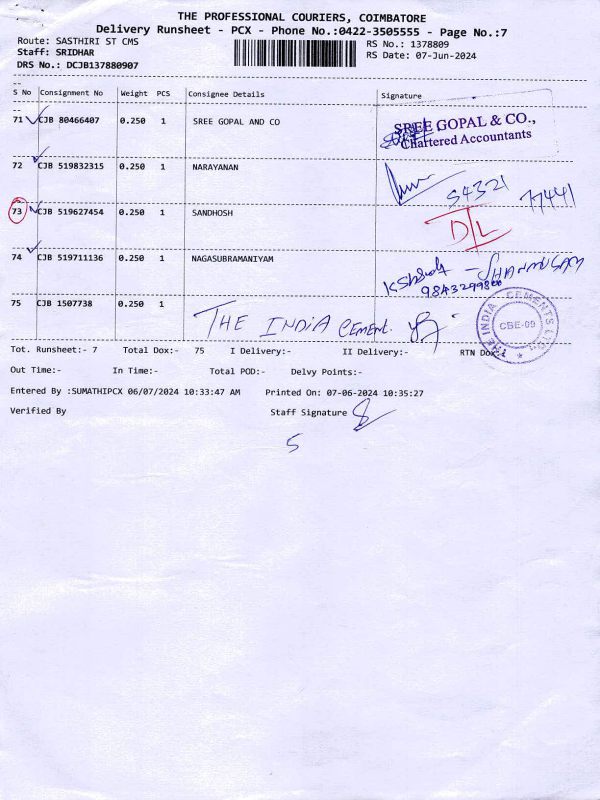 THE PROFESSIONAL COURIERS, COIMBATORE
Delivery Runsheet - PCX - Phone No.:0422-3505555 - Page No.:7
Route: SASTHIRI ST CMS RS No.: 1378809
Staff: SRIDHAR RS Date: 07-Jun-2024
DRS No.: DCJB137880907
S No Consignment No Weight PCS Consignee Details Signature
71 CJB 80466407 0.250 1 SREE GOPAL AND CO
SREE GOPAL & CO.,
Chartered Accountants
72 CJB 519832315 0.250 1 NARAYANAN
54321 77441
73 CJB 519627454 0.250 1 SANDHOSH
D/L
74 CJB 519711136 0.250 1 NAGASUBRAMANIYAM
75 CJB 1507738 0.250 1
THE INDIA CEMENT.
THE INDIA CEMENTS LTD
CBE-09
Tot. Runsheet:- 7 Total Dox:- 75 I Delivery:- II Delivery:- RTN Dox:-
Out Time:- In Time:- Total POD:- Delvy Points:-
Entered By :SUMATHIPCX 06/07/2024 10:33:47 AM Printed On: 07-06-2024 10:35:27
Verified By Staff Signature
5